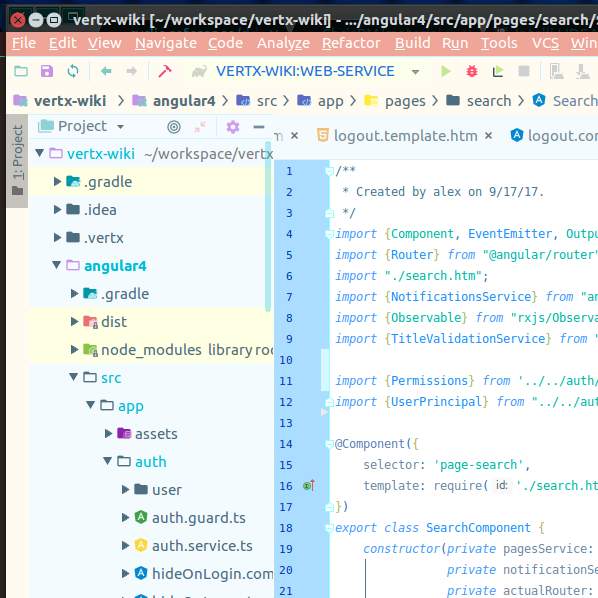 vertx-wiki [~/workspace/vertx-wiki] - .../angular4/src/app/pages/search/
File Edit View Navigate Code Analyze Refactor Build Run Tools VCS Win
VERTX-WIKI:WEB-SERVICE
vertx-wiki angular4 src app pages search Search
1: Project
Project
m logout.template.htm logout.co
vertx-wiki ~/workspace/vertx
.gradle
.idea
.vertx
angular4
.gradle
dist
node_modules library roo
src
app
assets
auth
user
auth.guard.ts
auth.service.ts
hideOnLogin.com
1 /**
2 * Created by alex on 9/17/17.
3 */
4 import {Component, EventEmitter, Outpu
5 import {Router} from "@angular/router"
6 import "./search.htm";
7 import {NotificationsService} from "an
8 import {Observable} from "rxjs/Observa
9 import {TitleValidationService} from "
10
11 import {Permissions} from '../../auth/
12 import {UserPrincipal} from "../../aut
13
14 @Component({
15 selector: 'page-search',
16 template: require( id: './search.ht
17 })
18 export class SearchComponent {
19 constructor(private pagesService:
20 private notificationSe
21 private actualRouter: